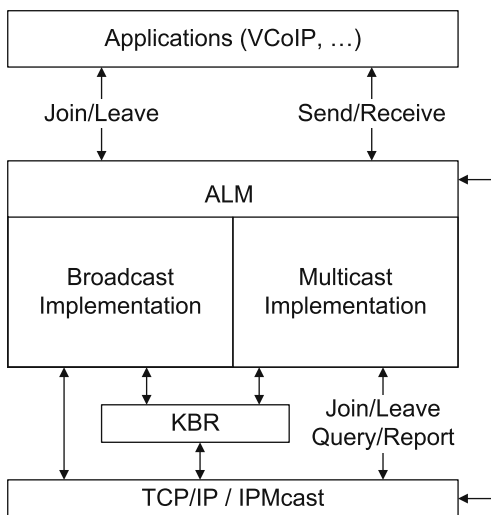 Applications (VCoIP, …)
Join/Leave
Send/Receive
ALM
Broadcast
Implementation
Multicast
Implementation
KBR
Join/Leave
Query/Report
TCP/IP / IPMcast